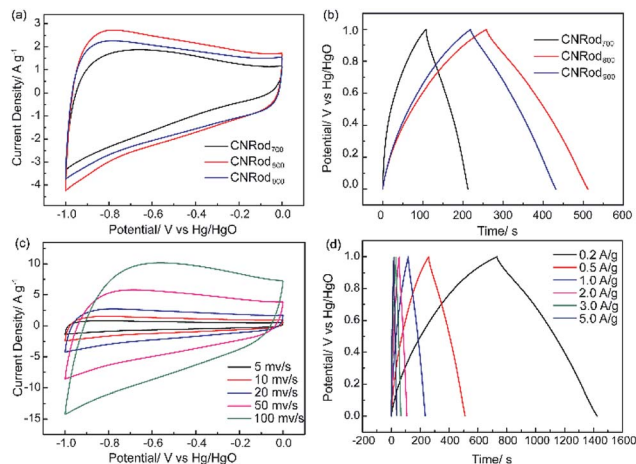 (a)
Current Density/ A g⁻¹
3
2
1
0
-1
-2
-3
-4
CNRod₇₀₀
CNRod₈₀₀
CNRod₉₀₀
-1.0 -0.8 -0.6 -0.4 -0.2 0.0
Potential/ V vs Hg/HgO
(b)
Potential/ V vs Hg/HgO
1.0
0.8
0.6
0.4
0.2
0.0
CNRod₇₀₀
CNRod₈₀₀
CNRod₉₀₀
0 100 200 300 400 500 600
Time/ s
(c)
Current Density/ A g⁻¹
15
10
5
0
-5
-10
-15
5 mv/s
10 mv/s
20 mv/s
50 mv/s
100 mv/s
-1.0 -0.8 -0.6 -0.4 -0.2 0.0
Potential/ V vs Hg/HgO
(d)
Potential/ V vs Hg/HgO
1.0
0.8
0.6
0.4
0.2
0.0
0.2 A/g
0.5 A/g
1.0 A/g
2.0 A/g
3.0 A/g
5.0 A/g
-200 0 200 400 600 800 1000 1200 1400 1600
Time/ s